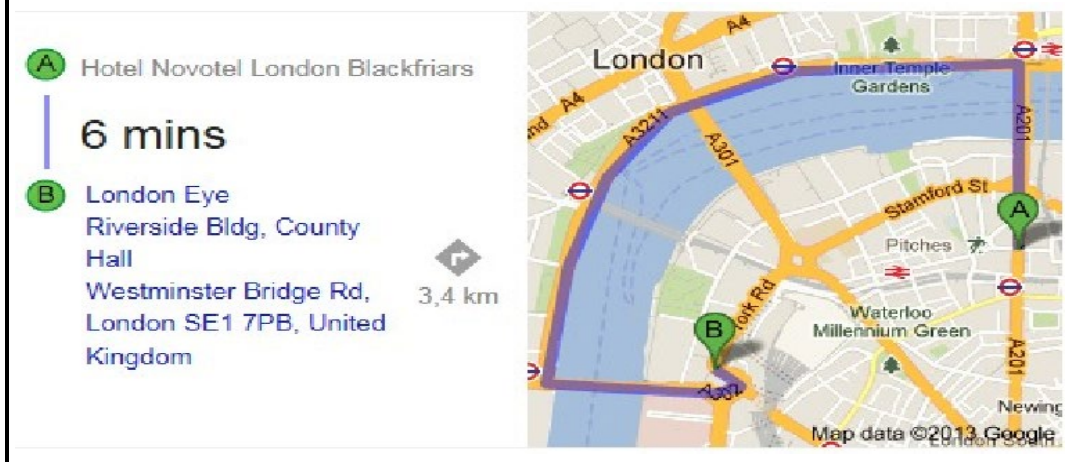 A Hotel Novotel London Blackfriars
6 mins
B London Eye
Riverside Bldg, County
Hall
Westminster Bridge Rd,
London SE1 7PB, United
Kingdom
3,4 km
A4
London
Inner Temple
Gardens
A4
A3211
A301
A201
Stamford St
A
Pitches
York Rd
B
Waterloo
Millennium Green
A201
A302
Newing
Map data ©2013 Google
London South